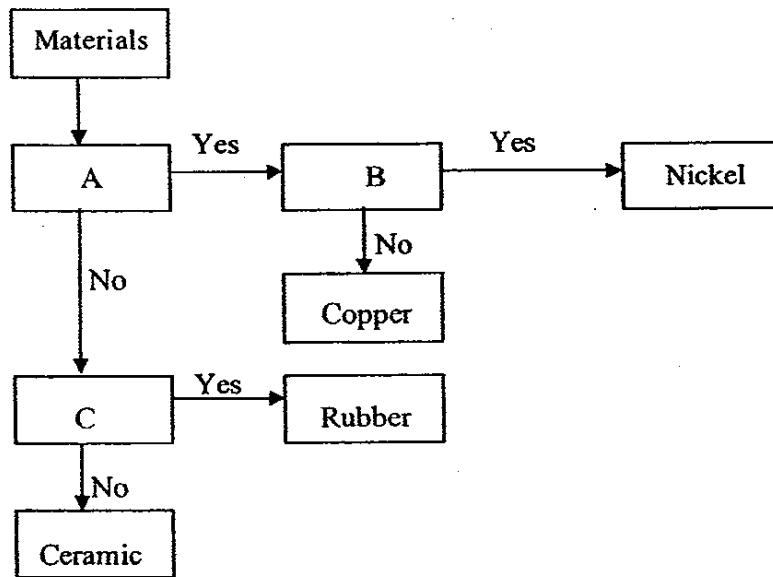 Materials
A
Yes
B
Yes
Nickel
No
Copper
No
C
Yes
Rubber
No
Ceramic